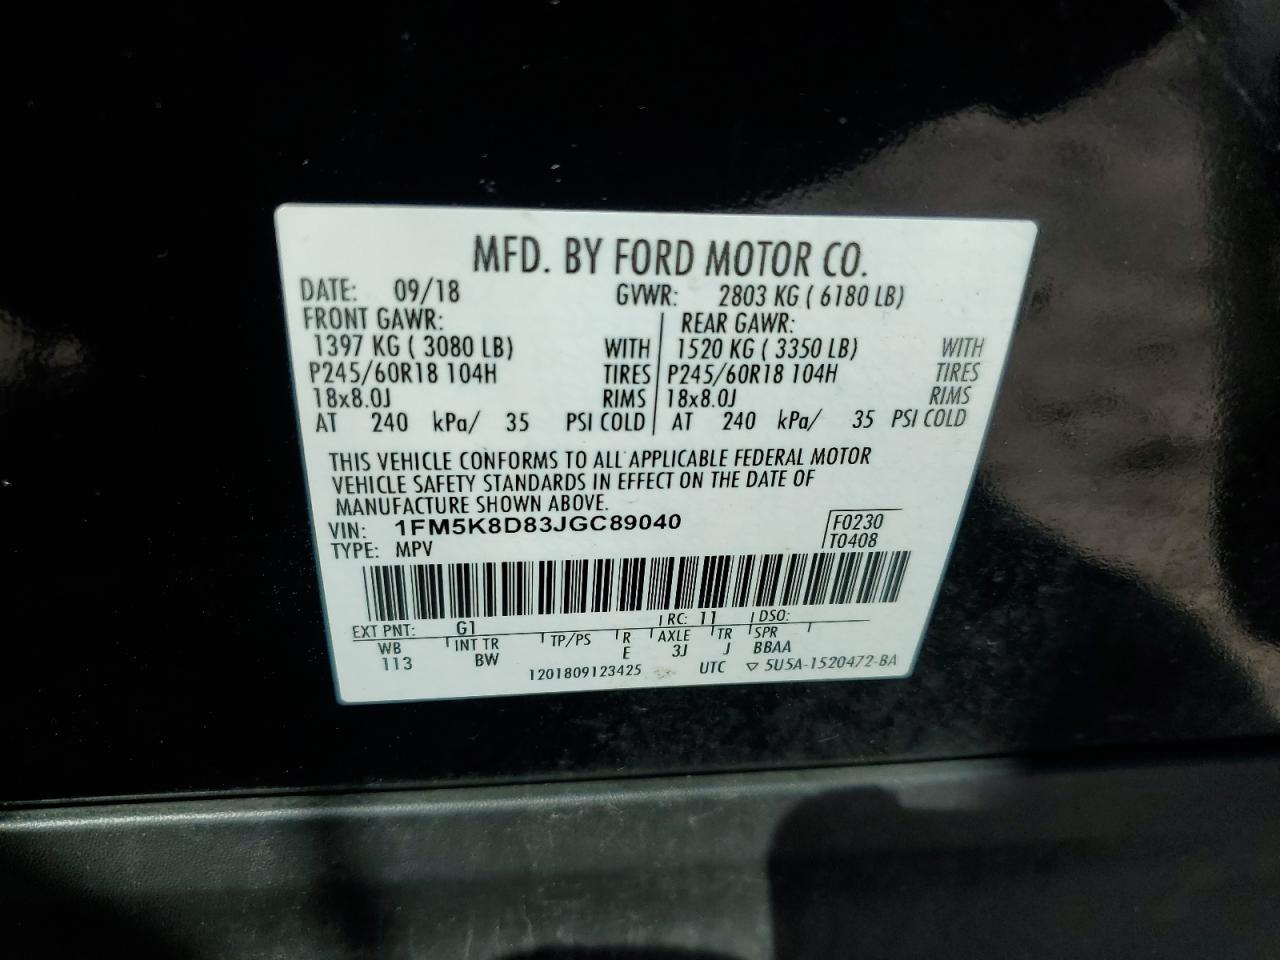 MFD. BY FORD MOTOR CO.
DATE: 09/18 GVWR: 2803 KG ( 6180 LB)
FRONT GAWR: REAR GAWR:
1397 KG ( 3080 LB) WITH 1520 KG ( 3350 LB) WITH
P245/60R18 104H TIRES P245/60R18 104H TIRES
18x8.0J RIMS 18x8.0J RIMS
AT 240 kPa/ 35 PSI COLD AT 240 kPa/ 35 PSI COLD
THIS VEHICLE CONFORMS TO ALL APPLICABLE FEDERAL MOTOR
VEHICLE SAFETY STANDARDS IN EFFECT ON THE DATE OF
MANUFACTURE SHOWN ABOVE.
VIN: 1FM5K8D83JGC89040 F0230
TYPE: MPV T0408
EXT PNT: G1 RC: 11 DSO:
WB INT TR TP/PS R AXLE TR SPR
113 BW E 3J J BBAA
1201809123425 UTC ▽ 5U5A-1520472-BA